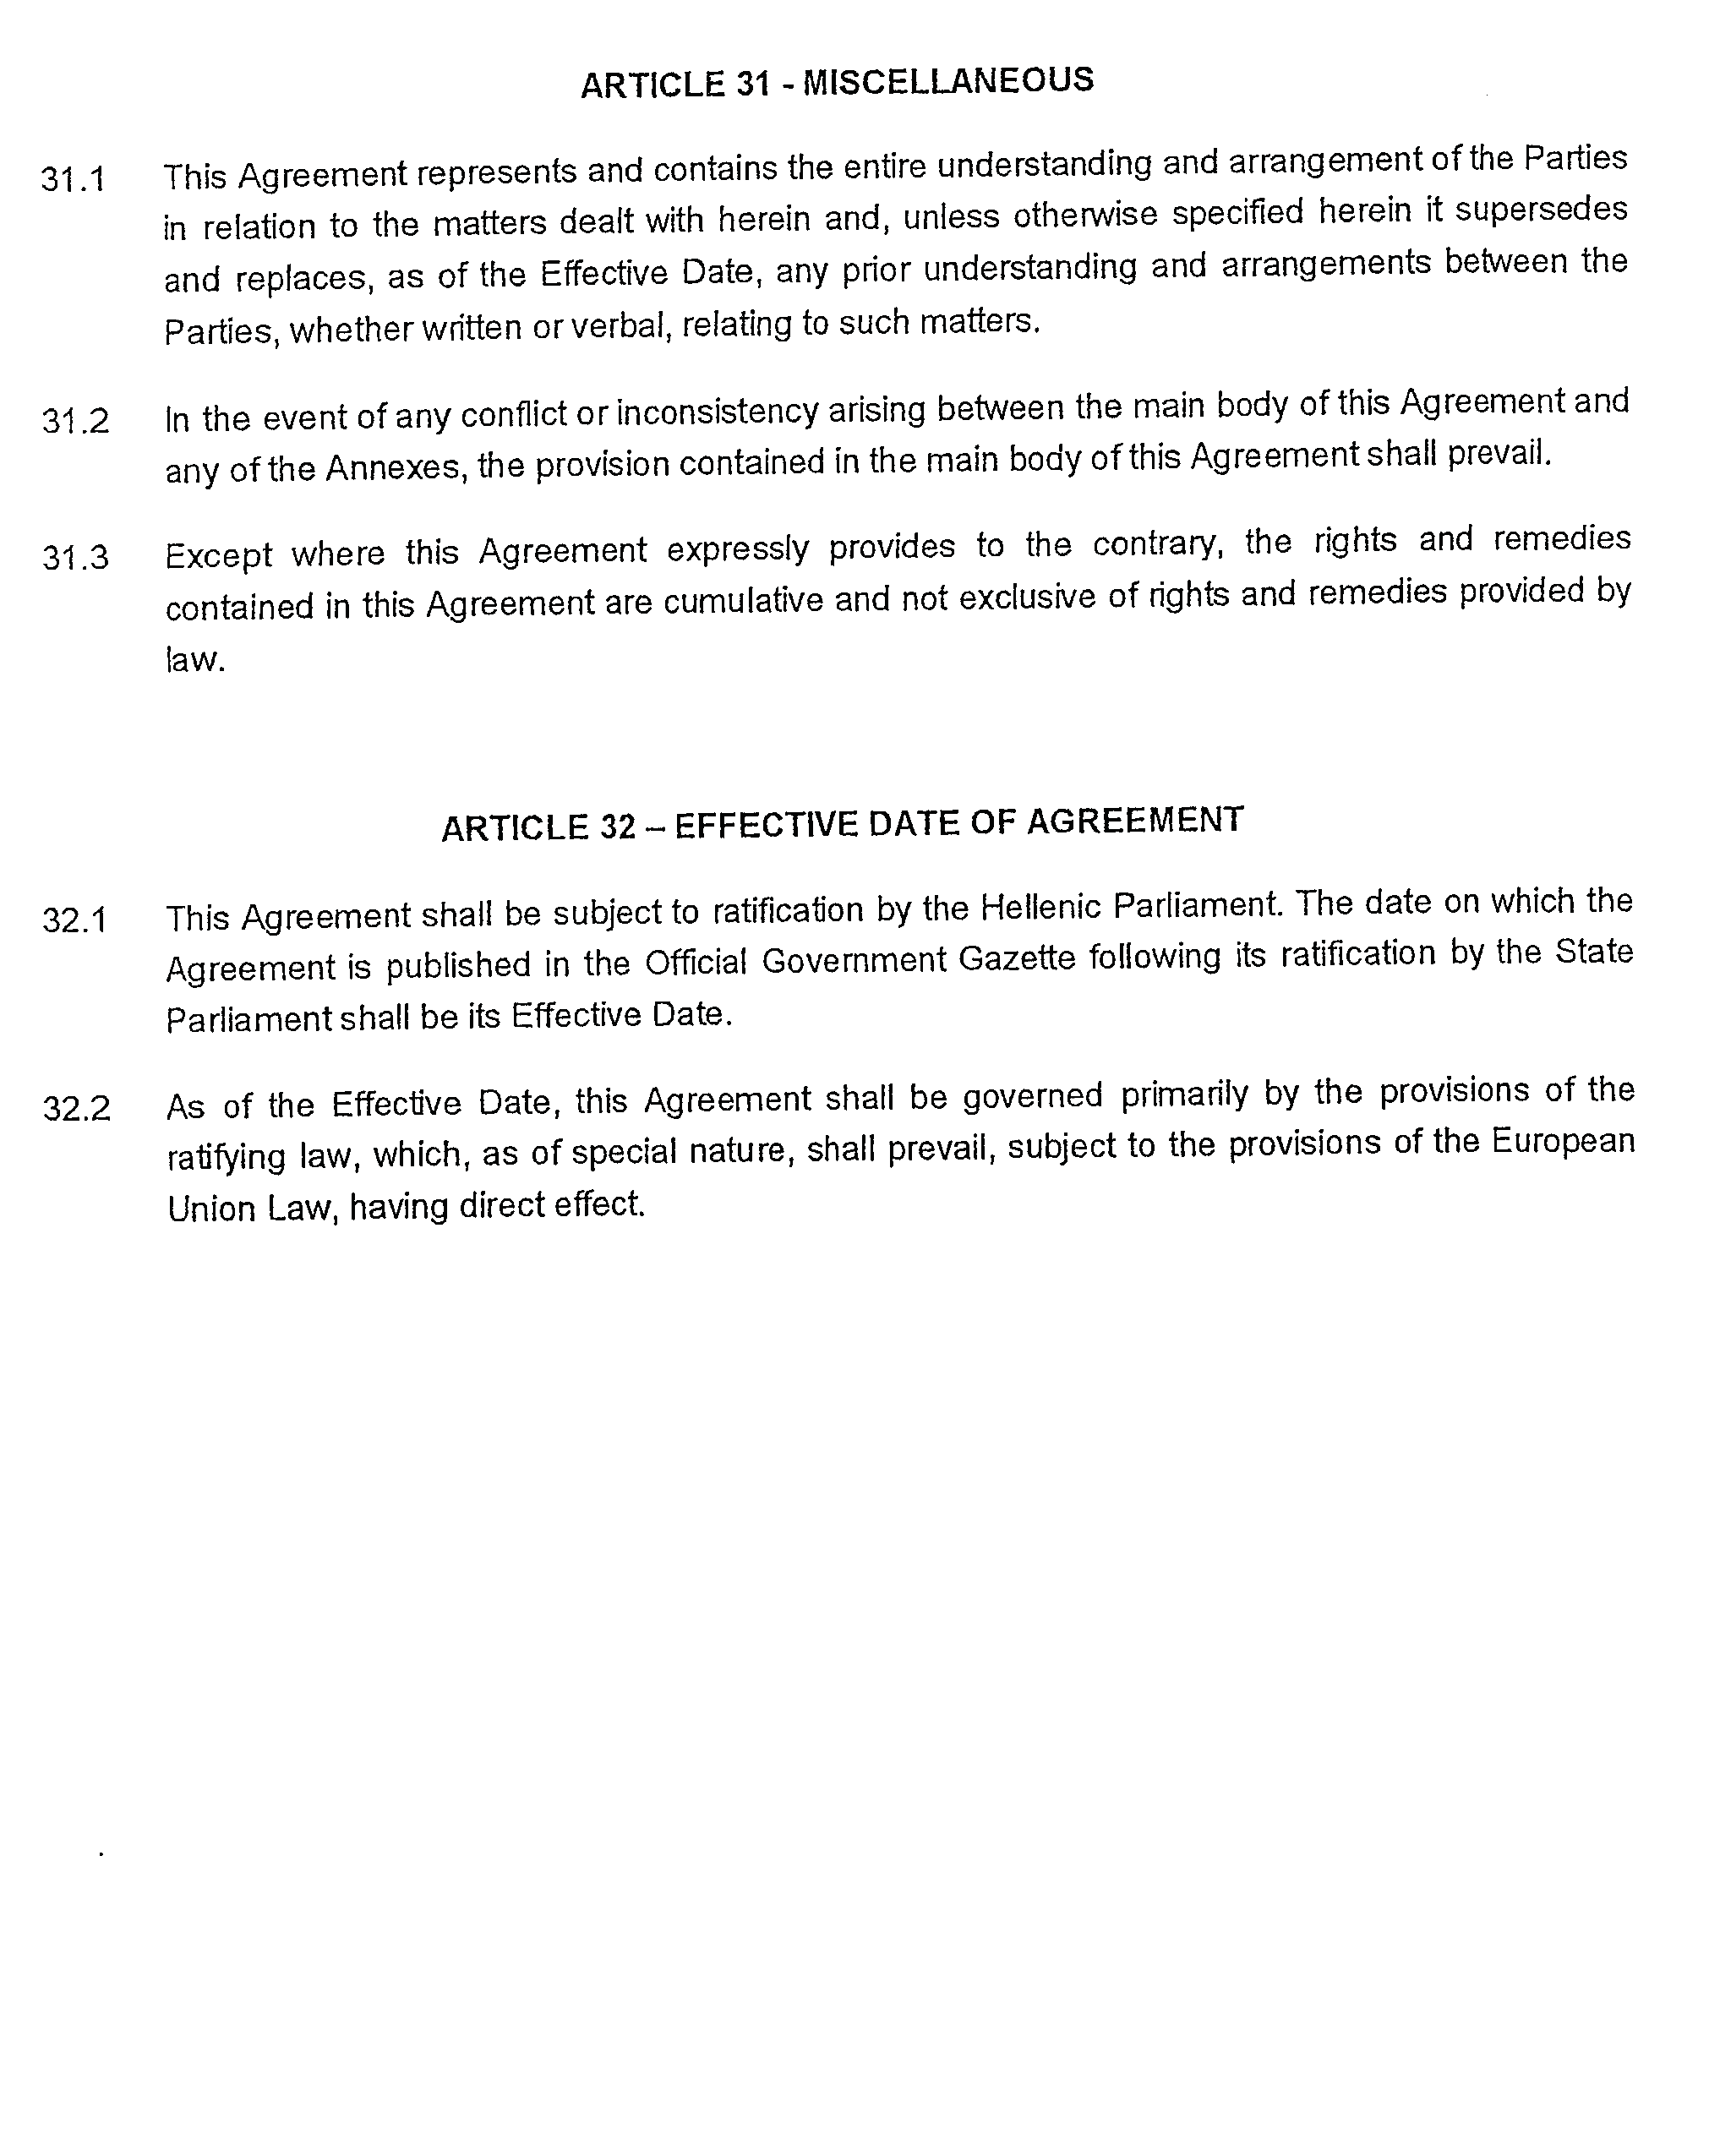 ARTICLE 31 - MISCELLANEOUS
31.1 This Agreement represents and contains the entire understanding and arrangement of the Parties
in relation to the matters dealt with herein and, unless otherwise specified herein it supersedes
and replaces, as of the Effective Date, any prior understanding and arrangements between the
Parties, whether written or verbal, relating to such matters.
31.2 In the event of any conflict or inconsistency arising between the main body of this Agreement and
any of the Annexes, the provision contained in the main body of this Agreement shall prevail.
31.3 Except where this Agreement expressly provides to the contrary, the rights and remedies
contained in this Agreement are cumulative and not exclusive of rights and remedies provided by
law.
ARTICLE 32 – EFFECTIVE DATE OF AGREEMENT
32.1 This Agreement shall be subject to ratification by the Hellenic Parliament. The date on which the
Agreement is published in the Official Government Gazette following its ratification by the State
Parliament shall be its Effective Date.
32.2 As of the Effective Date, this Agreement shall be governed primarily by the provisions of the
ratifying law, which, as of special nature, shall prevail, subject to the provisions of the European
Union Law, having direct effect.